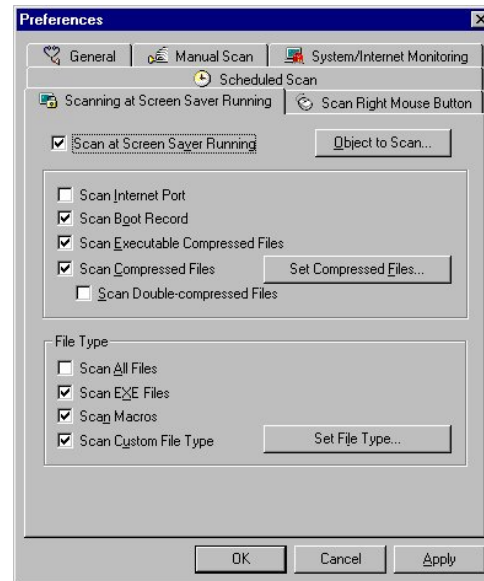 Preferences
General
Manual Scan
System/Internet Monitoring
Scheduled Scan
Scanning at Screen Saver Running
Scan Right Mouse Button
Scan at Screen Saver Running
Object to Scan...
Scan Internet Port
Scan Boot Record
Scan Executable Compressed Files
Scan Compressed Files
Set Compressed Files...
Scan Double-compressed Files
File Type
Scan All Files
Scan EXE Files
Scan Macros
Scan Custom File Type
Set File Type...
OK
Cancel
Apply